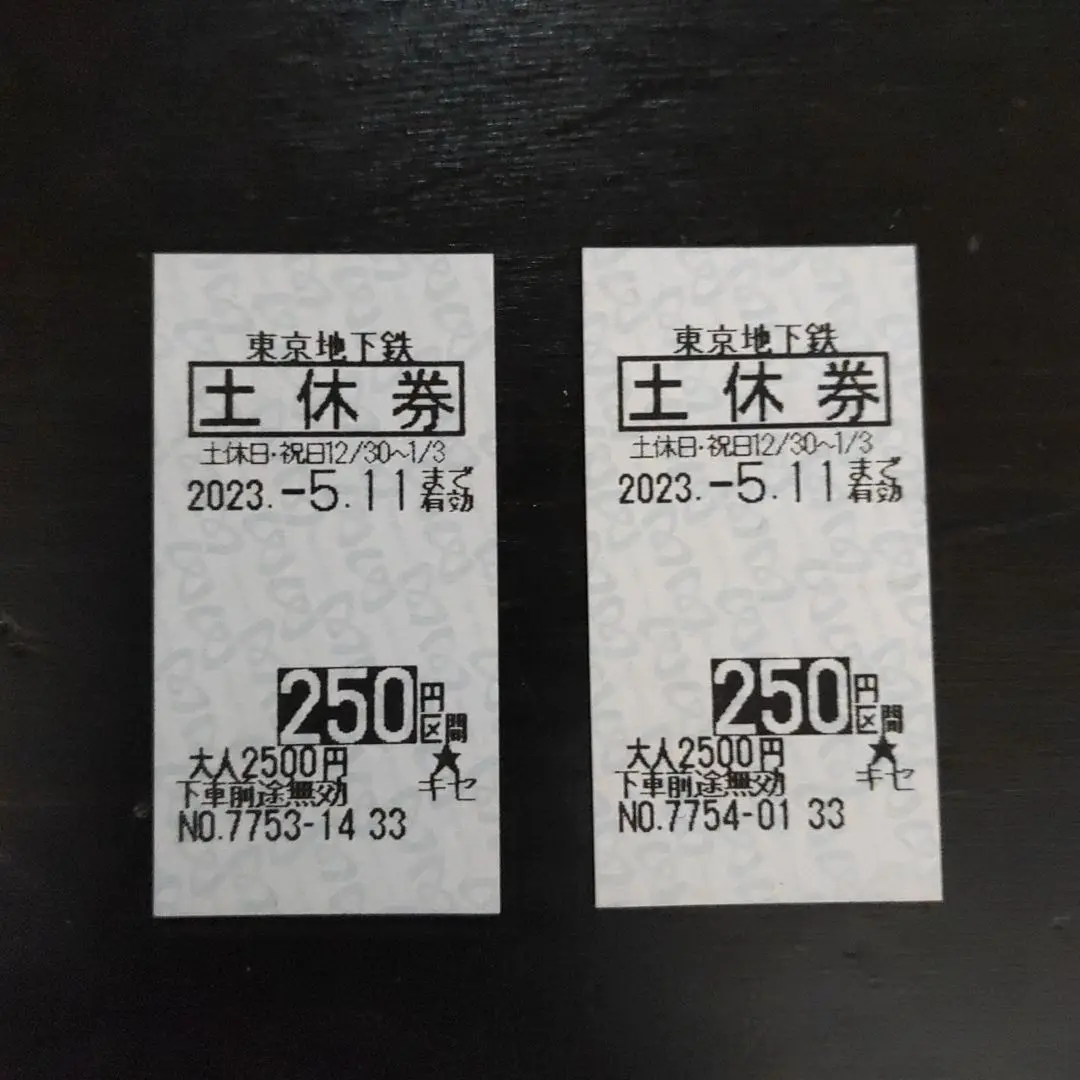 東京地下鉄
土休券
土休日・祝日12/30~1/3
2023.-5.11まで有効
250円区間
大人2500円
★
下車前途無効
キセ
NO.7753-14 33
東京地下鉄
土休券
土休日・祝日12/30~1/3
2023.-5.11まで有効
250円区間
大人2500円
★
下車前途無効
キセ
NO.7754-01 33